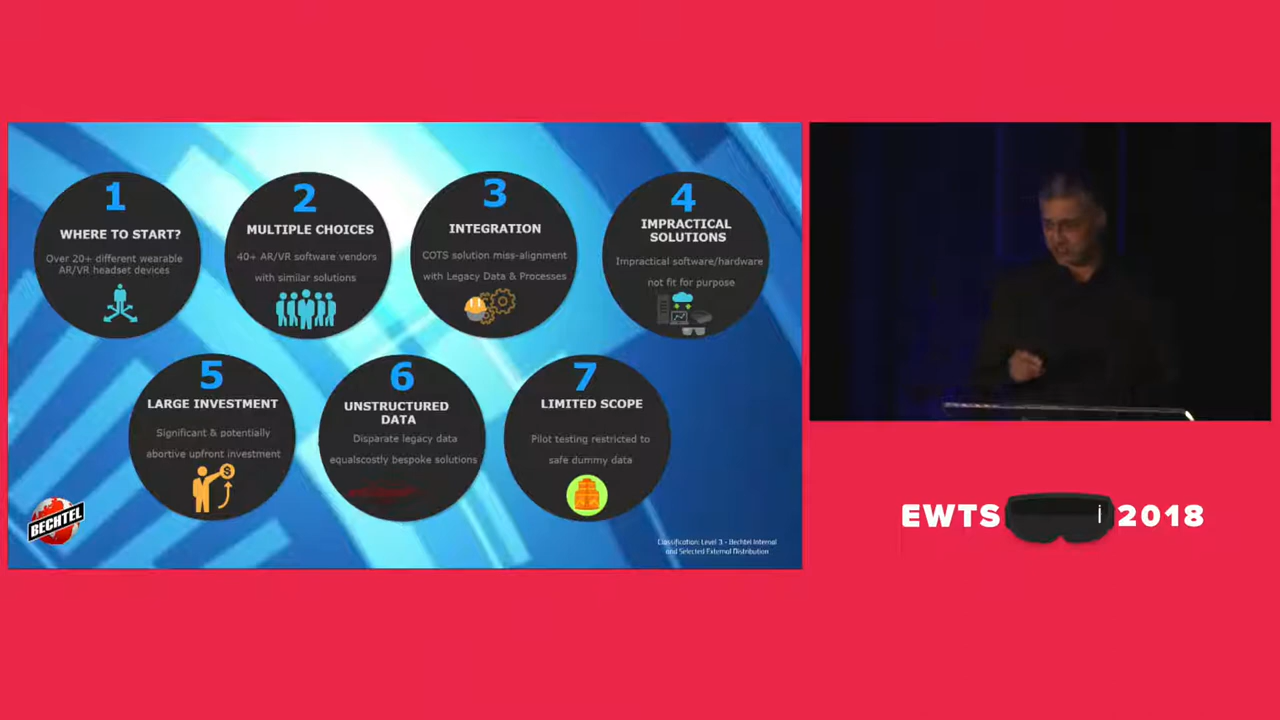 1
WHERE TO START?
Over 20+ different wearable
AR/VR headset devices
2
MULTIPLE CHOICES
40+ AR/VR software vendors
with similar solutions
3
INTEGRATION
COTS solution miss-alignment
with Legacy Data & Processes
4
IMPRACTICAL
SOLUTIONS
Impractical software/hardware
not fit for purpose
5
LARGE INVESTMENT
Significant & potentially
abortive upfront investment
$
6
UNSTRUCTURED
DATA
Disparate legacy data
equalscostly bespoke solutions
7
LIMITED SCOPE
Pilot testing restricted to
safe dummy data
BECHTEL
Classification: Level 3 - Bechtel Internal
and Selected External Distribution
EWTS 2018